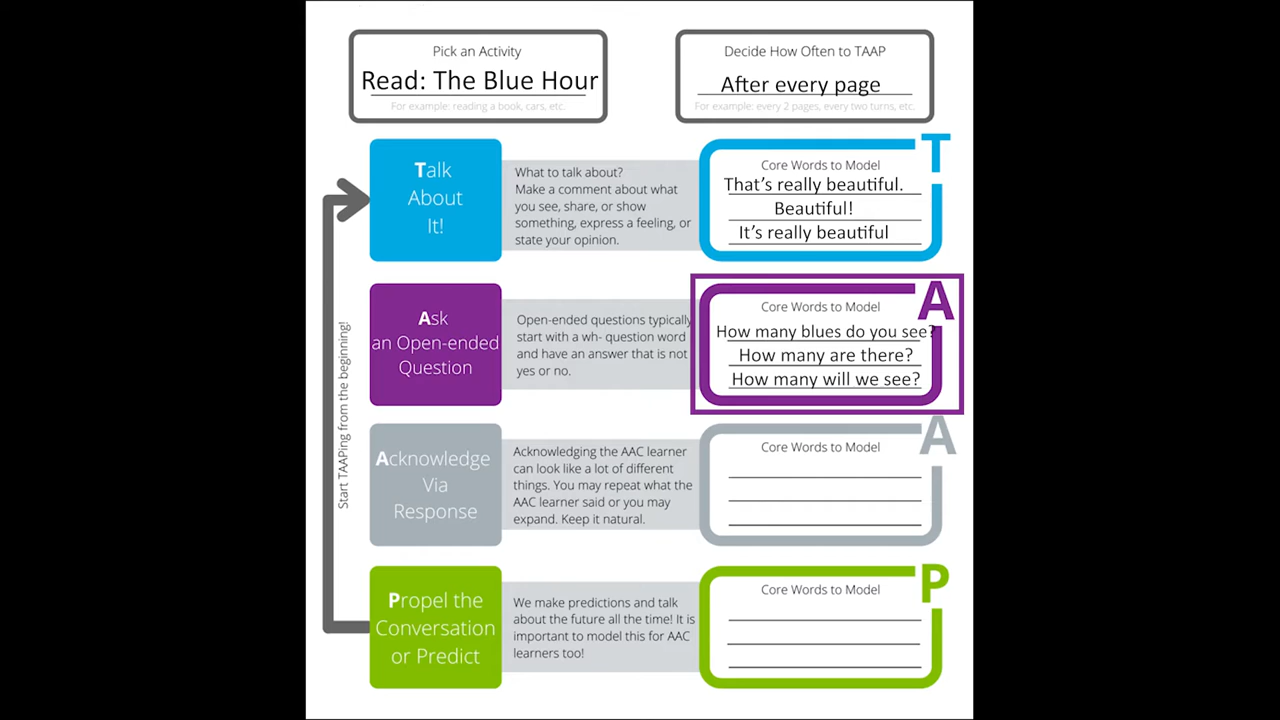 Pick an Activity
Read: The Blue Hour
For example: reading a book, cars, etc.
Decide How Often to TAAP
After every page
For example: every 2 pages, every two turns, etc.
Talk
About
It!
What to talk about?
Make a comment about what
you see, share, or show
something, express a feeling, or
state your opinion.
T
Core Words to Model
That's really beautiful.
Beautiful!
It's really beautiful
Ask
an Open-ended
Question
Open-ended questions typically
start with a wh- question word
and have an answer that is not
yes or no.
A
Core Words to Model
How many blues do you see?
How many are there?
How many will we see?
Acknowledge
Via
Response
Acknowledging the AAC learner
can look like a lot of different
things. You may repeat what the
AAC learner said or you may
expand. Keep it natural.
A
Core Words to Model
Propel the
Conversation
or Predict
We make predictions and talk
about the future all the time! It is
important to model this for AAC
learners too!
P
Core Words to Model
Start TAAPing from the beginning!